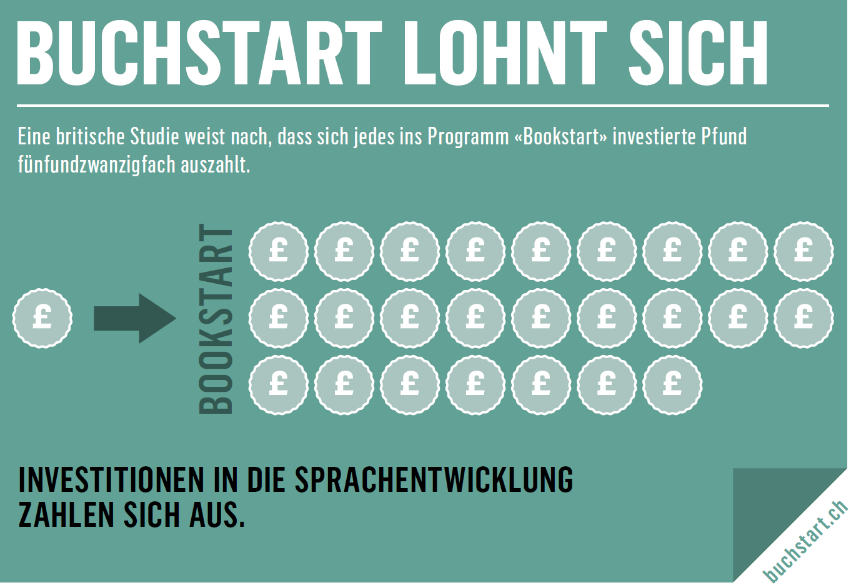 BUCHSTART LOHNT SICH
Eine britische Studie weist nach, dass sich jedes ins Programm «Bookstart» investierte Pfund
fünfundzwanzigfach auszahlt.
£
BOOKSTART
£ £ £ £ £ £ £ £ £
£ £ £ £ £ £ £ £ £
£ £ £ £ £ £ £
INVESTITIONEN IN DIE SPRACHENTWICKLUNG
ZAHLEN SICH AUS.
buchstart.ch